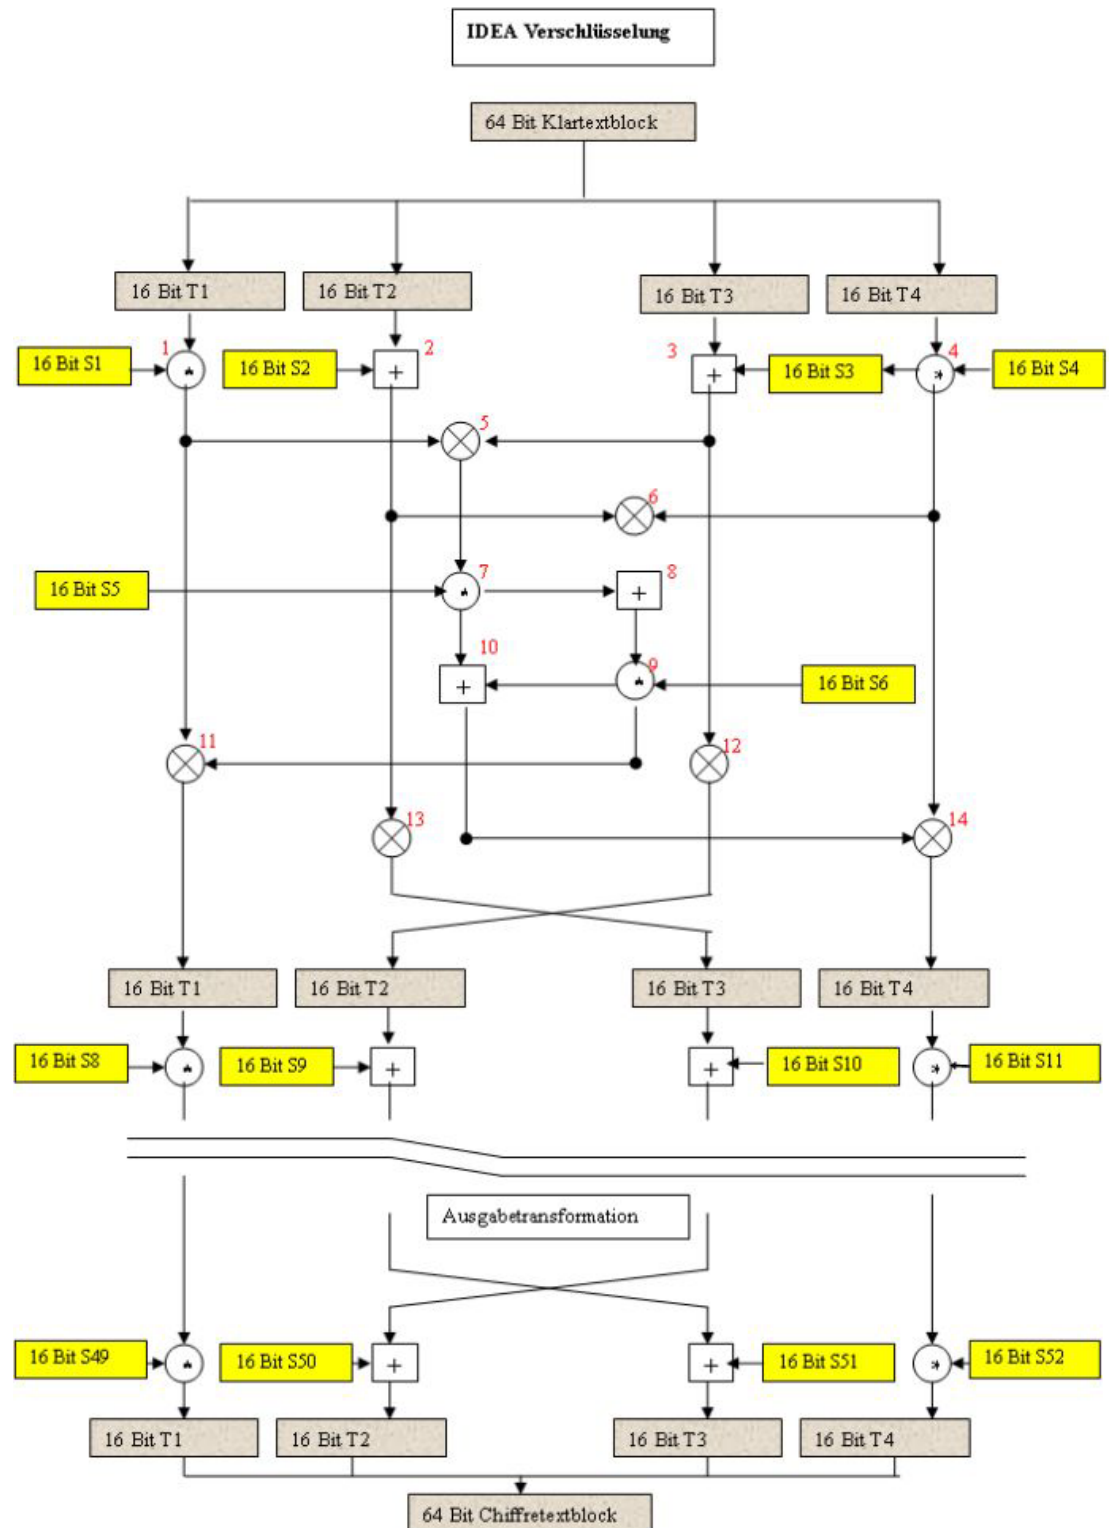 IDEA Verschlüsselung
64 Bit Klartextblock
16 Bit T1
16 Bit T2
16 Bit T3
16 Bit T4
16 Bit S1
1
*
16 Bit S2
2
+
3
+
16 Bit S3
4
*
16 Bit S4
5
6
16 Bit S5
7
*
8
+
10
+
9
*
16 Bit S6
11
12
13
14
16 Bit T1
16 Bit T2
16 Bit T3
16 Bit T4
16 Bit S8
*
16 Bit S9
+
+
16 Bit S10
*
16 Bit S11
Ausgabetransformation
16 Bit S49
*
16 Bit S50
+
+
16 Bit S51
*
16 Bit S52
16 Bit T1
16 Bit T2
16 Bit T3
16 Bit T4
64 Bit Chiffretextblock